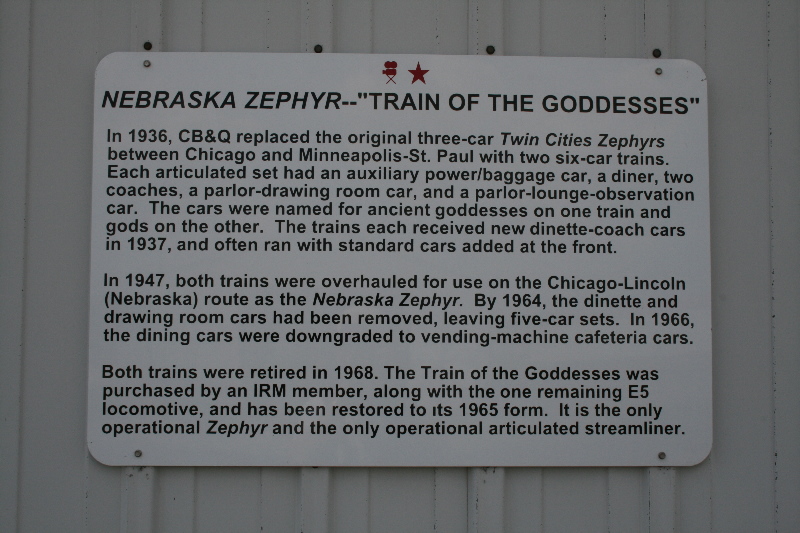 NEBRASKA ZEPHYR--"TRAIN OF THE GODDESSES"
In 1936, CB&Q replaced the original three-car Twin Cities Zephyrs
between Chicago and Minneapolis-St. Paul with two six-car trains.
Each articulated set had an auxiliary power/baggage car, a diner, two
coaches, a parlor-drawing room car, and a parlor-lounge-observation
car. The cars were named for ancient goddesses on one train and
gods on the other. The trains each received new dinette-coach cars
in 1937, and often ran with standard cars added at the front.
In 1947, both trains were overhauled for use on the Chicago-Lincoln
(Nebraska) route as the Nebraska Zephyr. By 1964, the dinette and
drawing room cars had been removed, leaving five-car sets. In 1966,
the dining cars were downgraded to vending-machine cafeteria cars.
Both trains were retired in 1968. The Train of the Goddesses was
purchased by an IRM member, along with the one remaining E5
locomotive, and has been restored to its 1965 form. It is the only
operational Zephyr and the only operational articulated streamliner.